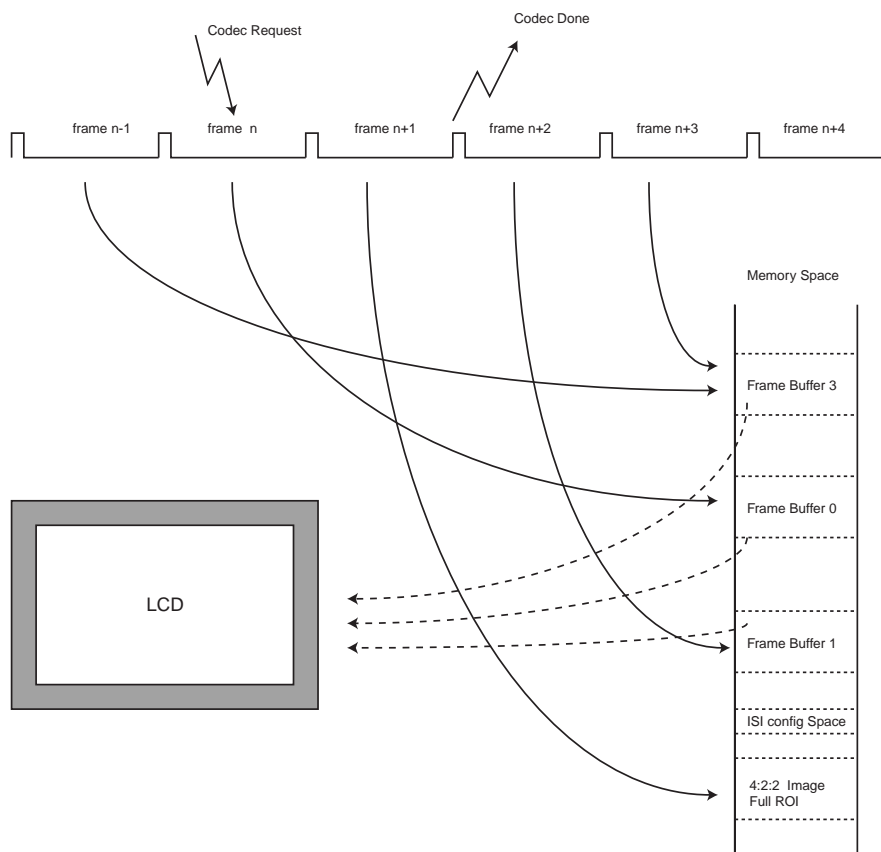 Codec Request
Codec Done
frame n-1
frame n
frame n+1
frame n+2
frame n+3
frame n+4
Memory Space
Frame Buffer 3
Frame Buffer 0
LCD
Frame Buffer 1
ISI config Space
4:2:2 Image
Full ROI